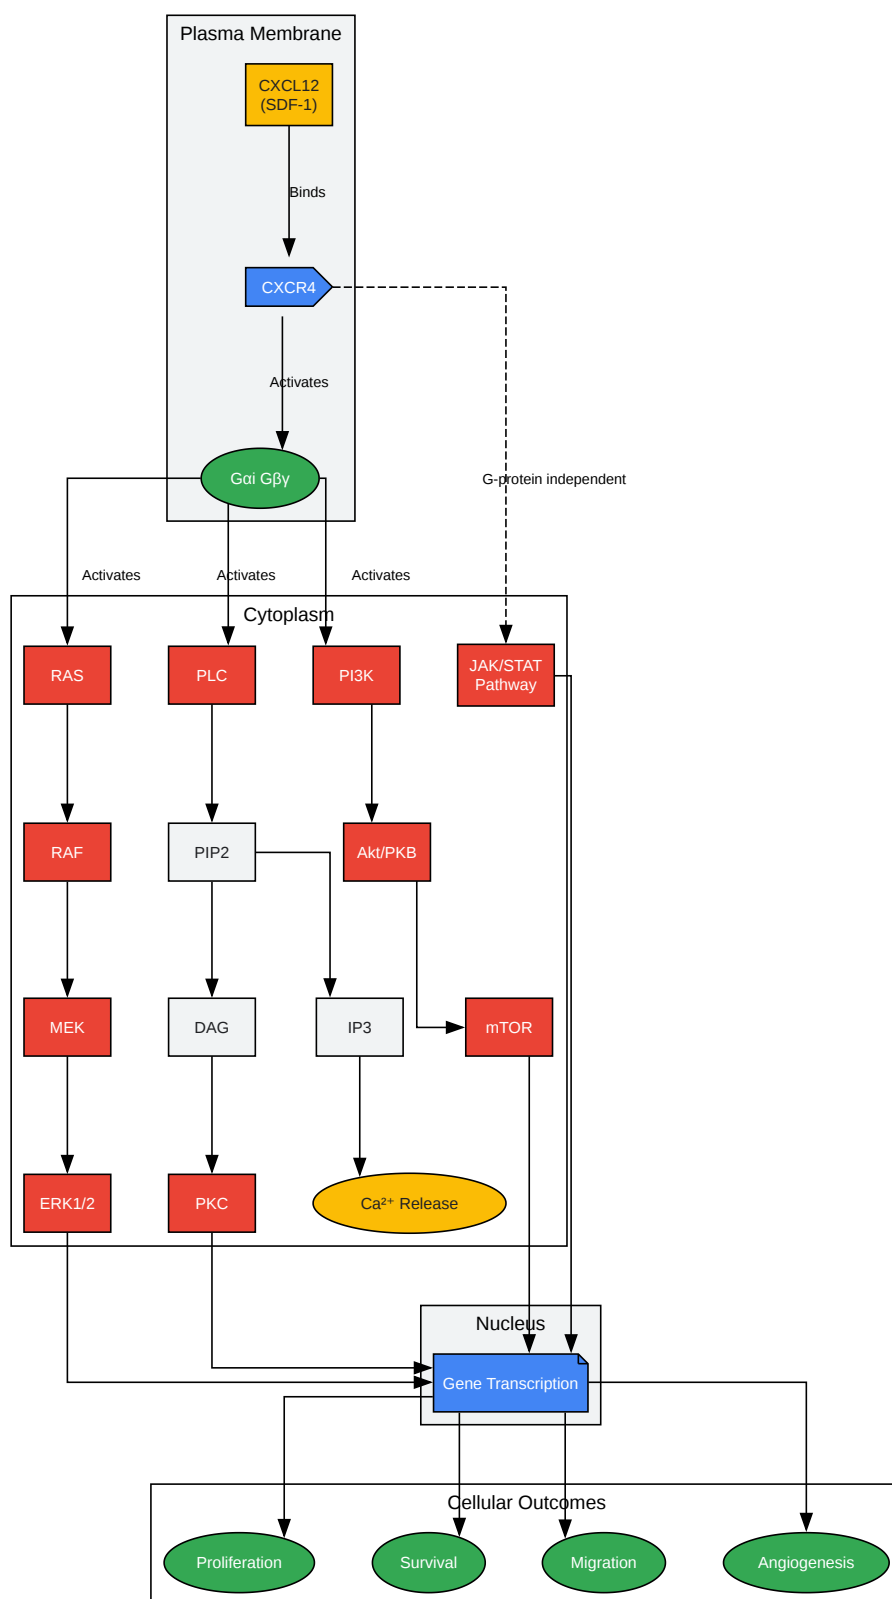 Plasma Membrane
CXCL12
(SDF-1)
Binds
CXCR4
Activates
Gαi Gβγ
G-protein independent
Activates
Activates
Activates
Cytoplasm
RAS
PLC
PI3K
JAK/STAT
Pathway
RAF
PIP2
Akt/PKB
MEK
DAG
IP3
mTOR
ERK1/2
PKC
Ca²⁺ Release
Nucleus
Gene Transcription
Cellular Outcomes
Proliferation
Survival
Migration
Angiogenesis